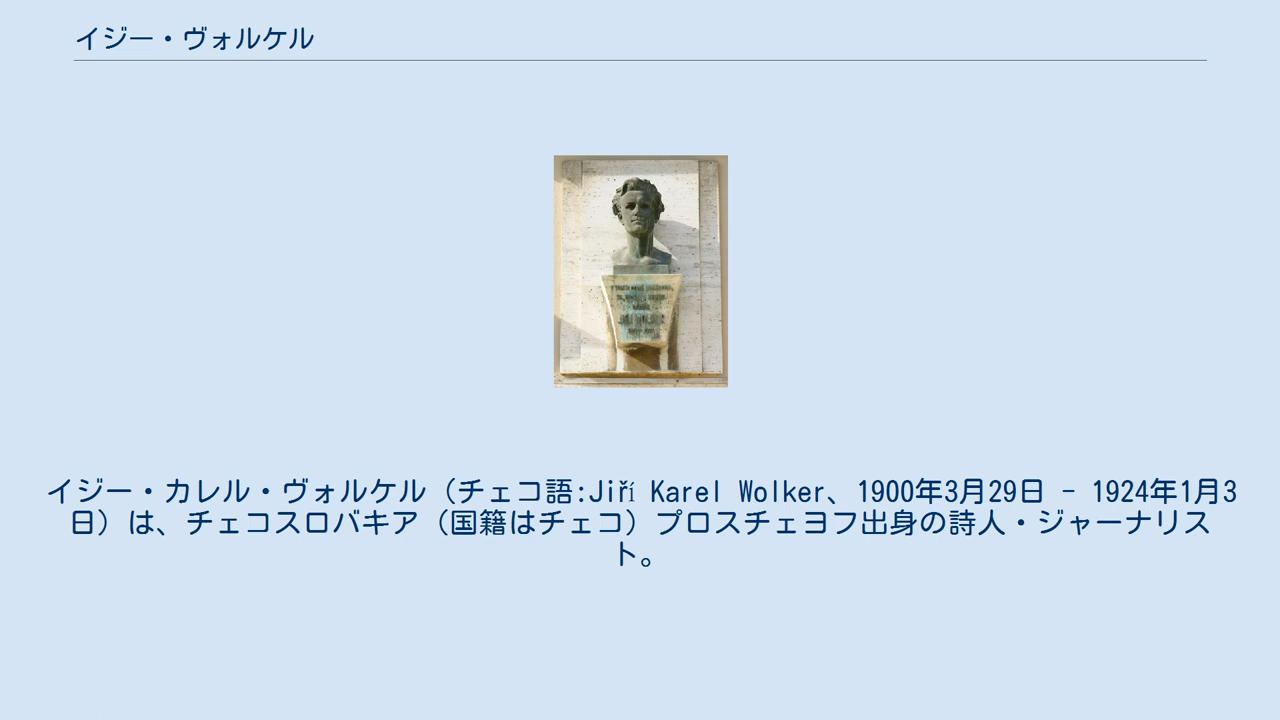 イジー・ヴォルケル
イジー・カレル・ヴォルケル（チェコ語:Jiří Karel Wolker、1900年3月29日 - 1924年1月3
日）は、チェコスロバキア（国籍はチェコ）プロスチェヨフ出身の詩人・ジャーナリス
ト。